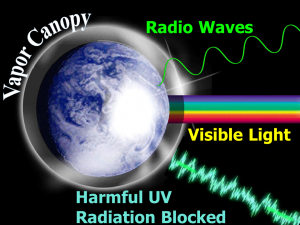 Vapor Canopy
Radio Waves
Visible Light
Harmful UV
Radiation Blocked